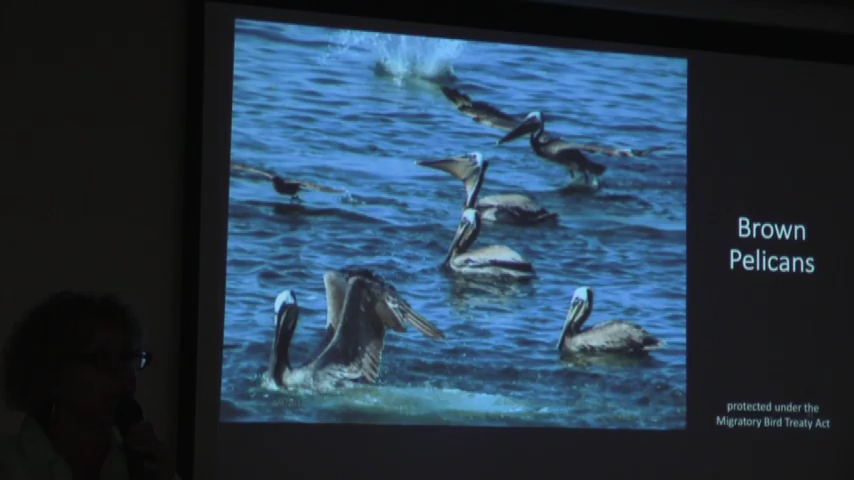 Brown
Pelicans
protected under the
Migratory Bird Treaty Act